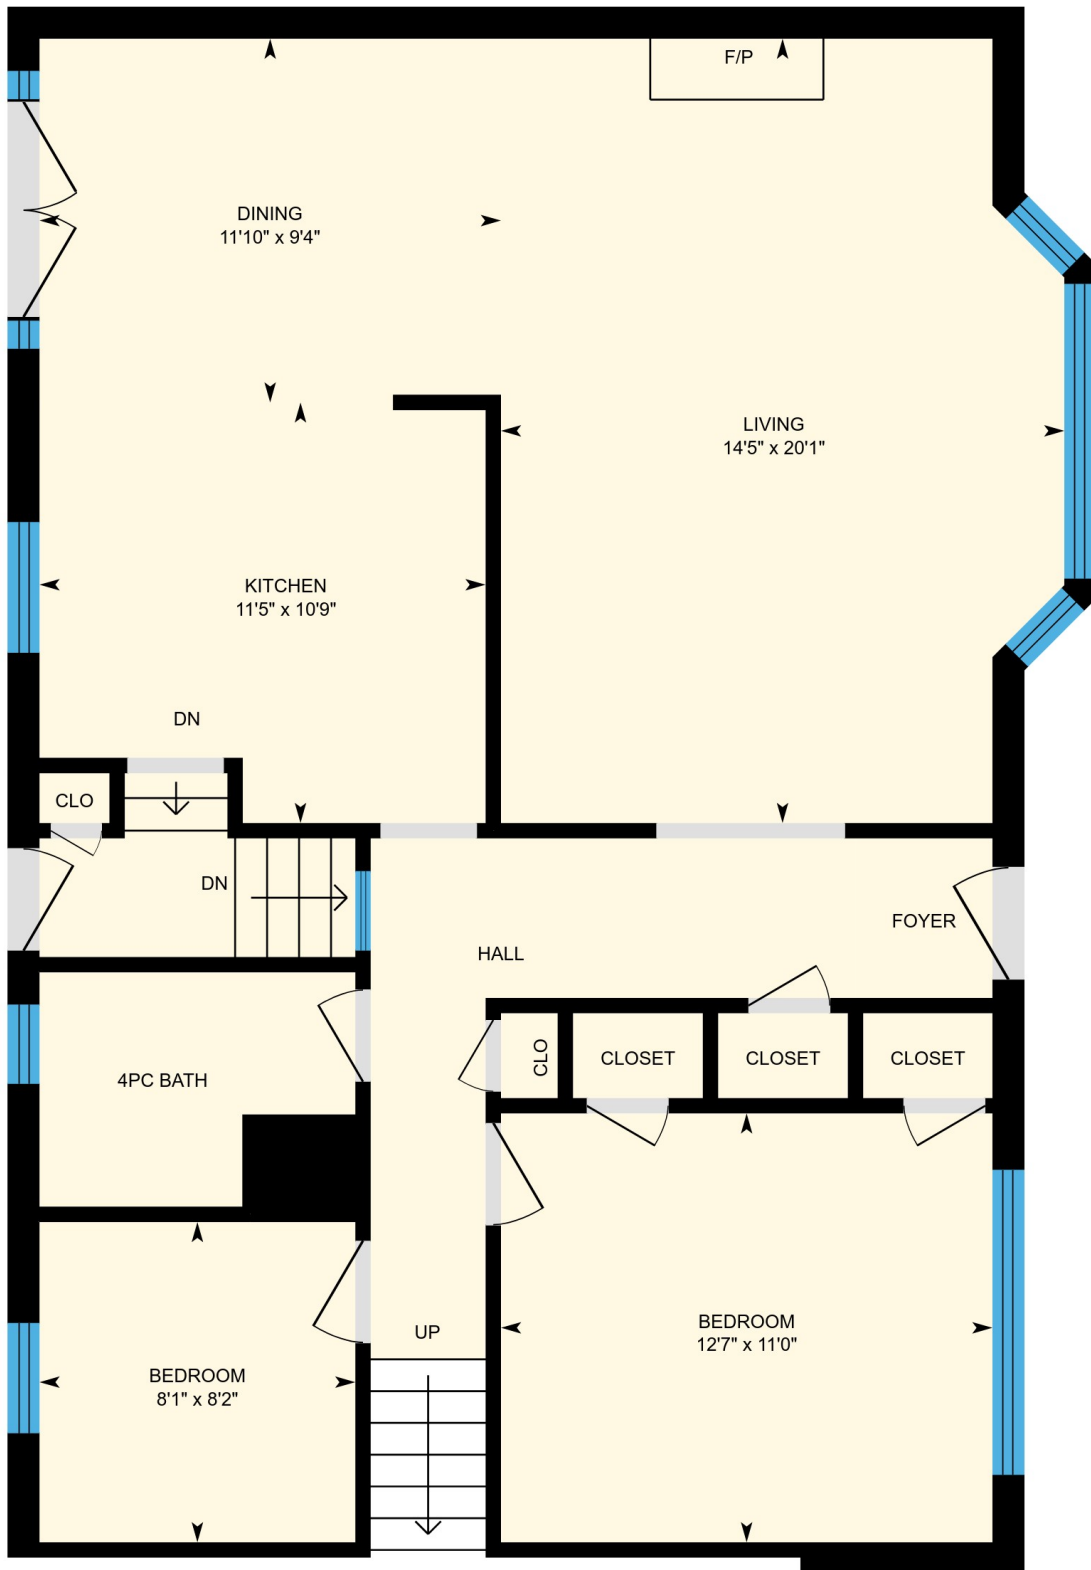 F/P
DINING
11'10" x 9'4"
LIVING
14'5" x 20'1"
KITCHEN
11'5" x 10'9"
DN
CLO
DN
FOYER
HALL
CLO
CLOSET
CLOSET
CLOSET
4PC BATH
UP
BEDROOM
12'7" x 11'0"
BEDROOM
8'1" x 8'2"